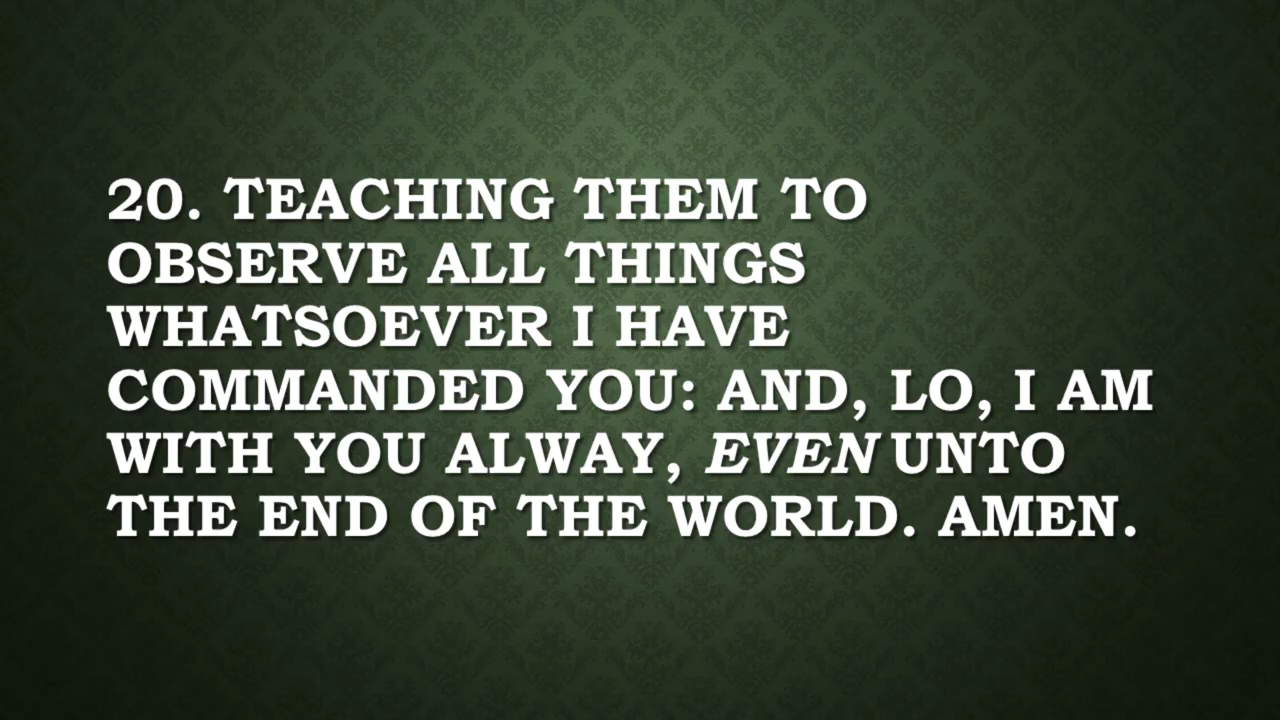 20. TEACHING THEM TO
OBSERVE ALL THINGS
WHATSOEVER I HAVE
COMMANDED YOU: AND, LO, I AM
WITH YOU ALWAY, EVEN UNTO
THE END OF THE WORLD. AMEN.